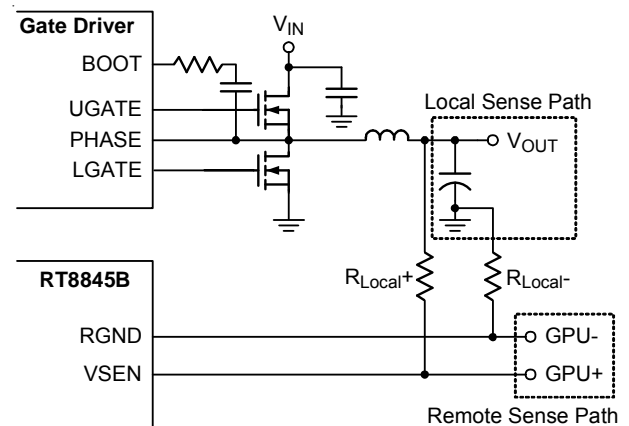 Gate Driver
BOOT
UGATE
PHASE
LGATE
VIN
Local Sense Path
VOUT
RT8845B
RLocal+
RLocal-
RGND
VSEN
GPU-
GPU+
Remote Sense Path